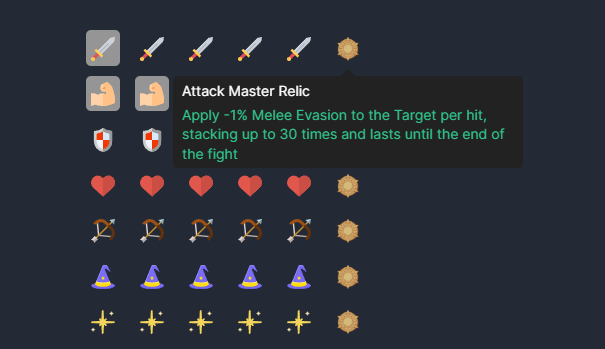 Attack Master Relic
Apply -1% Melee Evasion to the Target per hit,
stacking up to 30 times and lasts until the end of
the fight